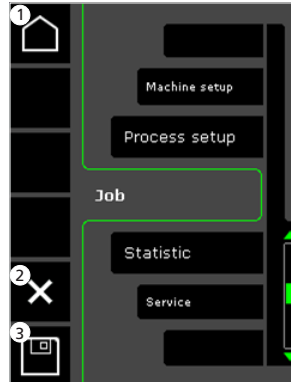 1
Machine setup
Process setup
Job
2
Statistic
Service
3